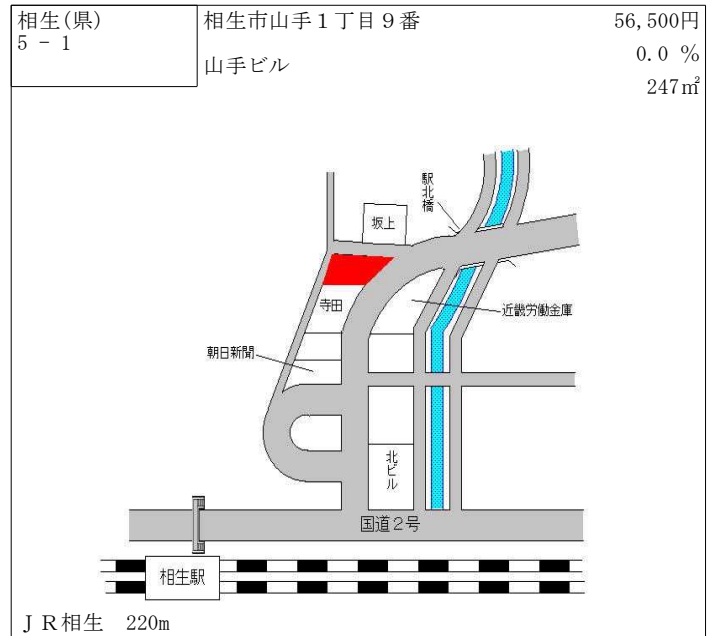 相生(県)
5 - 1
相生市山手１丁目９番
山手ビル
56,500円
0.0 %
247㎡
駅北橋
坂上
寺田
近畿労働金庫
朝日新聞
北ビル
国道２号
相生駅
ＪＲ相生　220m